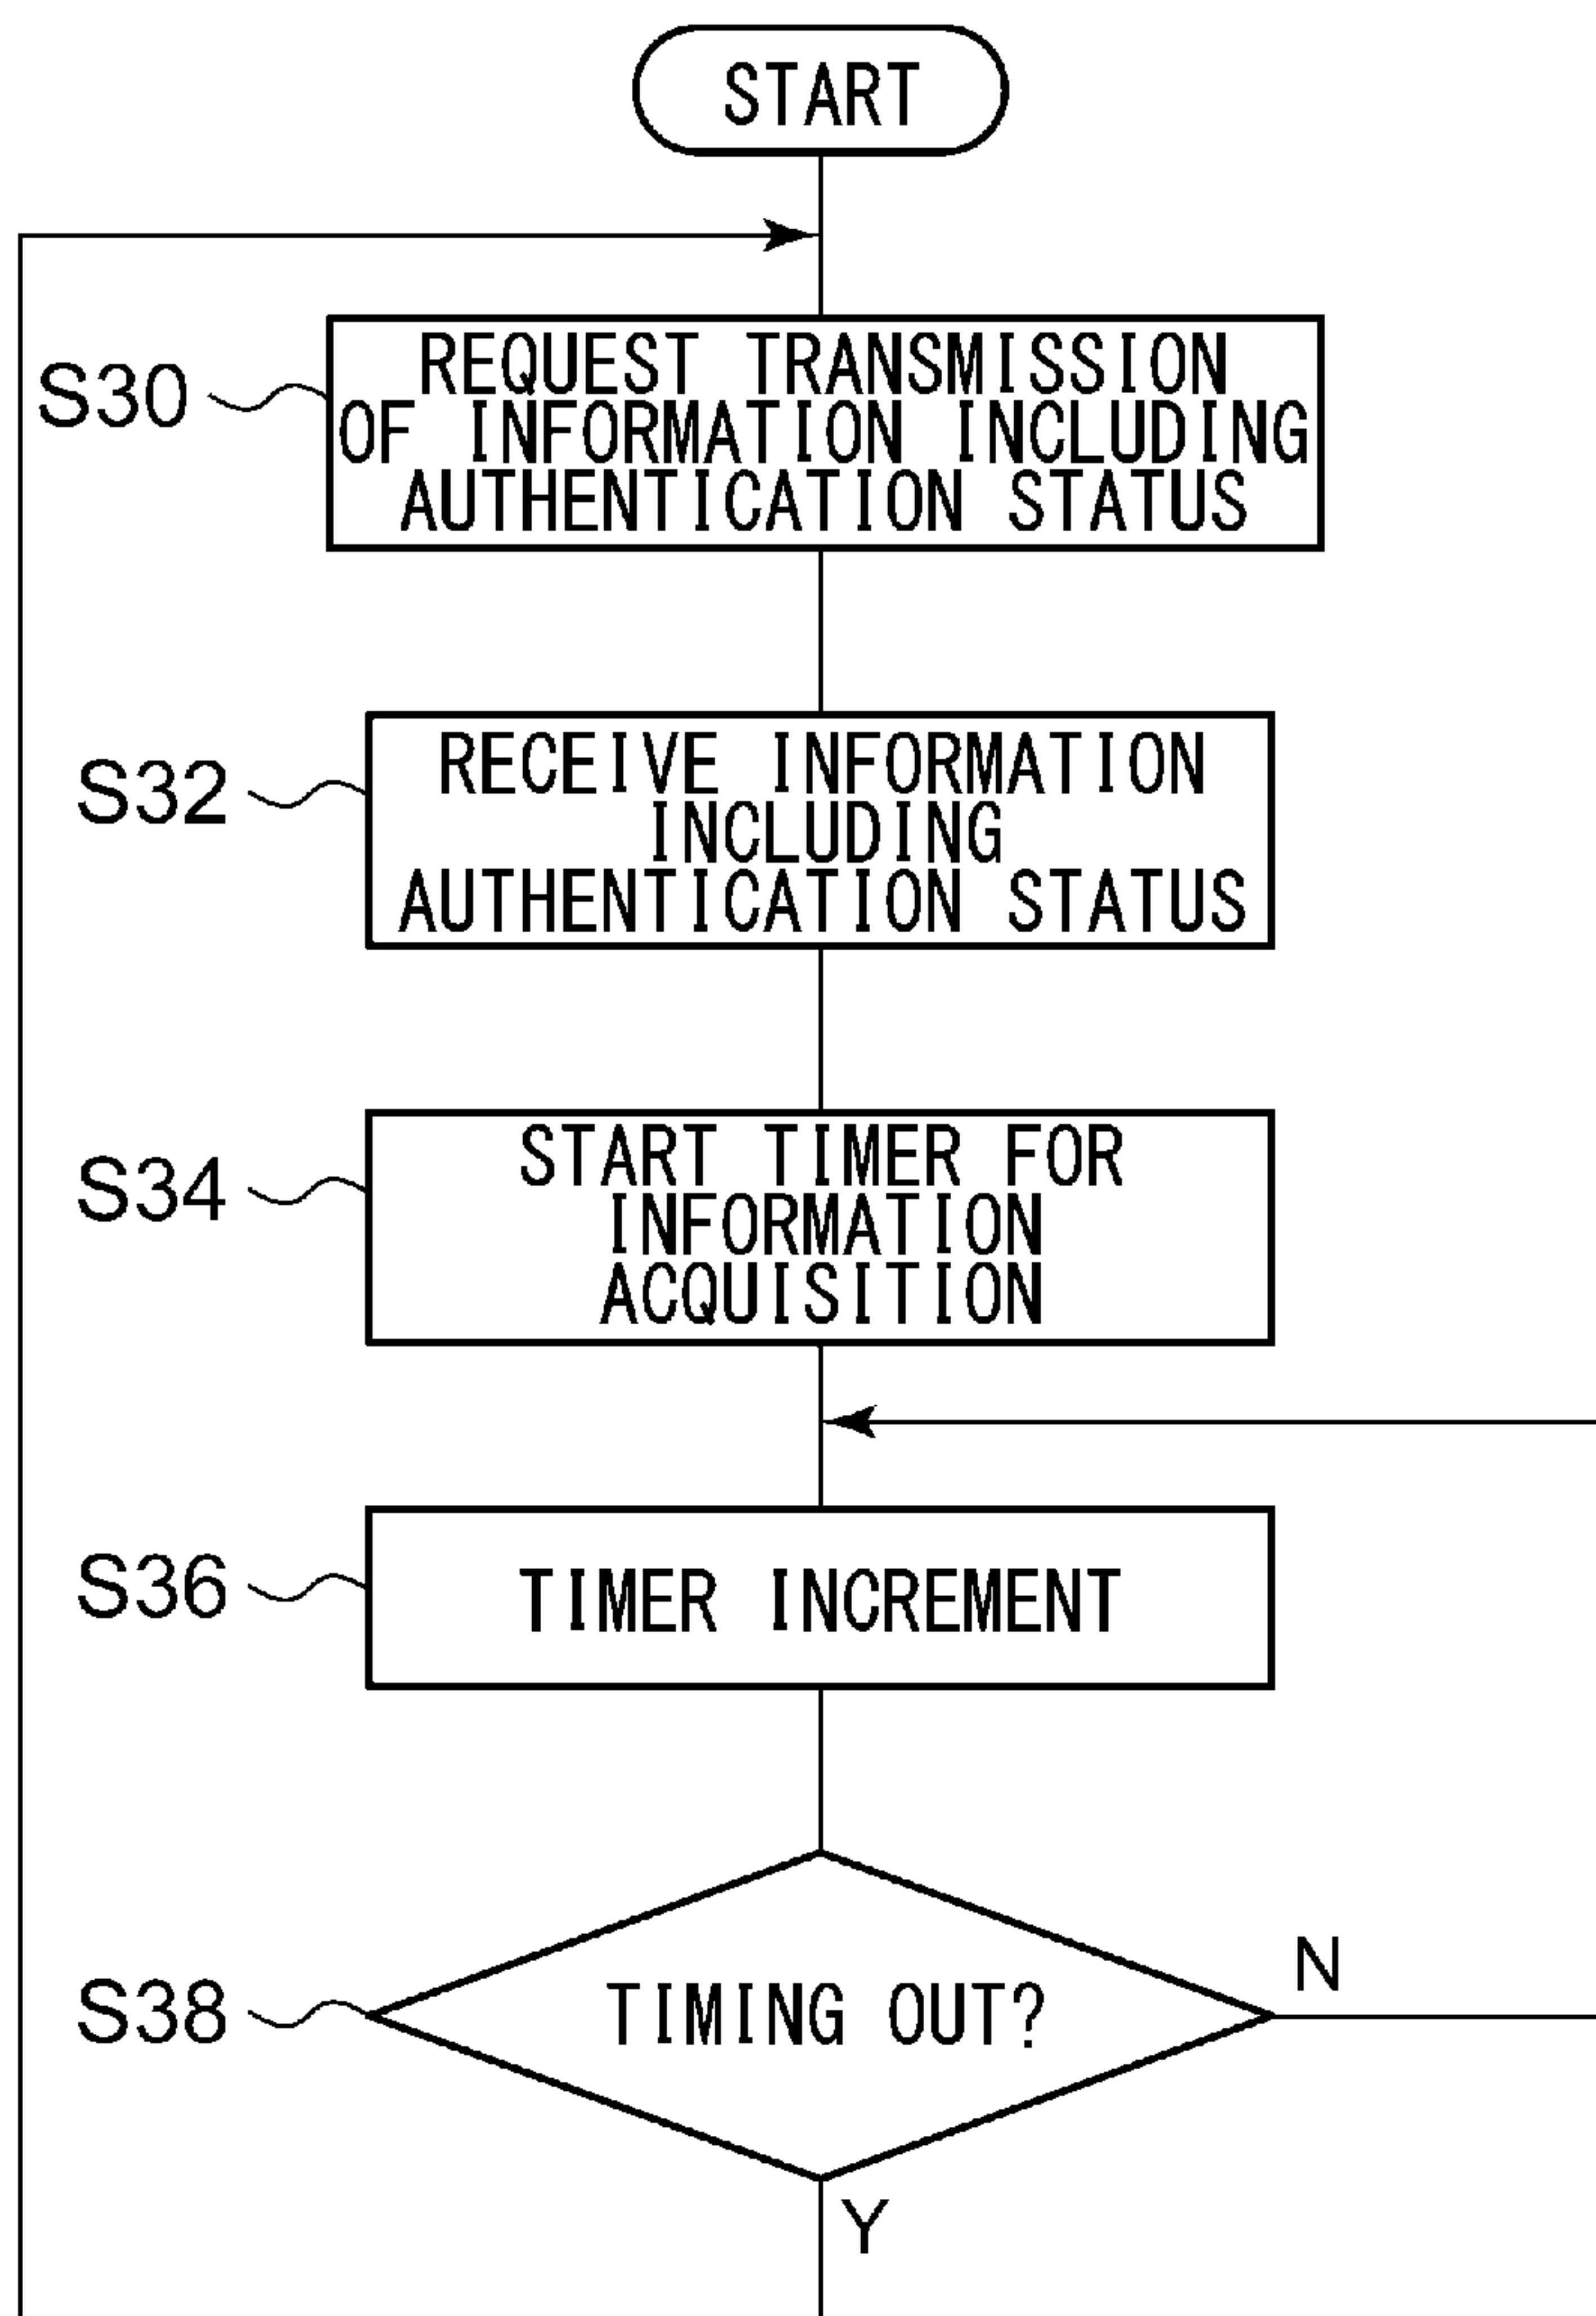 START
S30
REQUEST TRANSMISSION
OF INFORMATION INCLUDING
AUTHENTICATION STATUS
S32
RECEIVE INFORMATION
INCLUDING
AUTHENTICATION STATUS
S34
START TIMER FOR
INFORMATION
ACQUISITION
S36
TIMER INCREMENT
S38
TIMING OUT?
N
Y